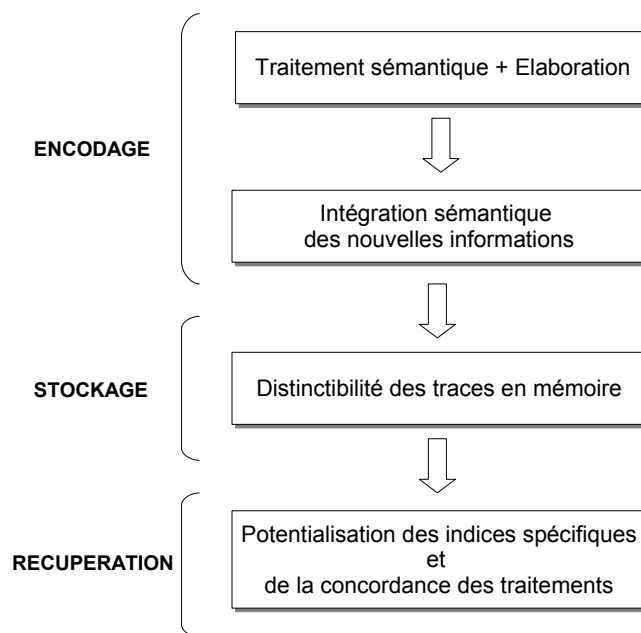 Traitement sémantique + Elaboration
ENCODAGE
Intégration sémantique
des nouvelles informations
STOCKAGE
Distinctibilité des traces en mémoire
RECUPERATION
Potentialisation des indices spécifiques
et
de la concordance des traitements